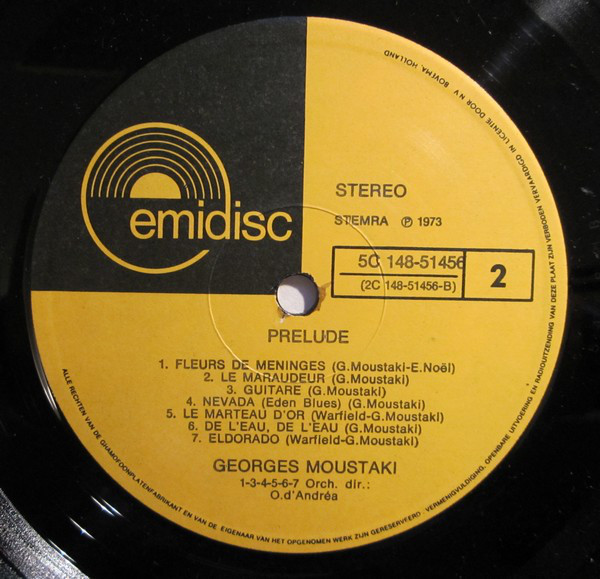 emidisc
STEREO
STEMRA ℗ 1973
5C 148-51456
(2C 148-51456-B)
2
PRELUDE
1. FLEURS DE MENINGES (G.Moustaki-E.Noël)
2. LE MARAUDEUR (G.Moustaki)
3. GUITARE (G.Moustaki)
4. NEVADA (Eden Blues) (G.Moustaki)
5. LE MARTEAU D'OR (Warfield-G.Moustaki)
6. DE L'EAU, DE L'EAU (G.Moustaki)
7. ELDORADO (Warfield-G.Moustaki)
GEORGES MOUSTAKI
1-3-4-5-6-7 Orch. dir.:
O.d'Andréa
ALLE RECHTEN VAN DE GRAMOFOONPLATENFABRIKANT EN VAN DE EIGENAAR VAN HET OPGENOMEN WERK ZIJN GERESERVEERD. VERMENIGVULDIGING, OPENBARE UITVOERING EN RADIOUITZENDING VAN DEZE PLAAT ZIJN VERBODEN VERVAARDIGD IN LICENTIE DOOR N.V. BOVEMA, HOLLAND